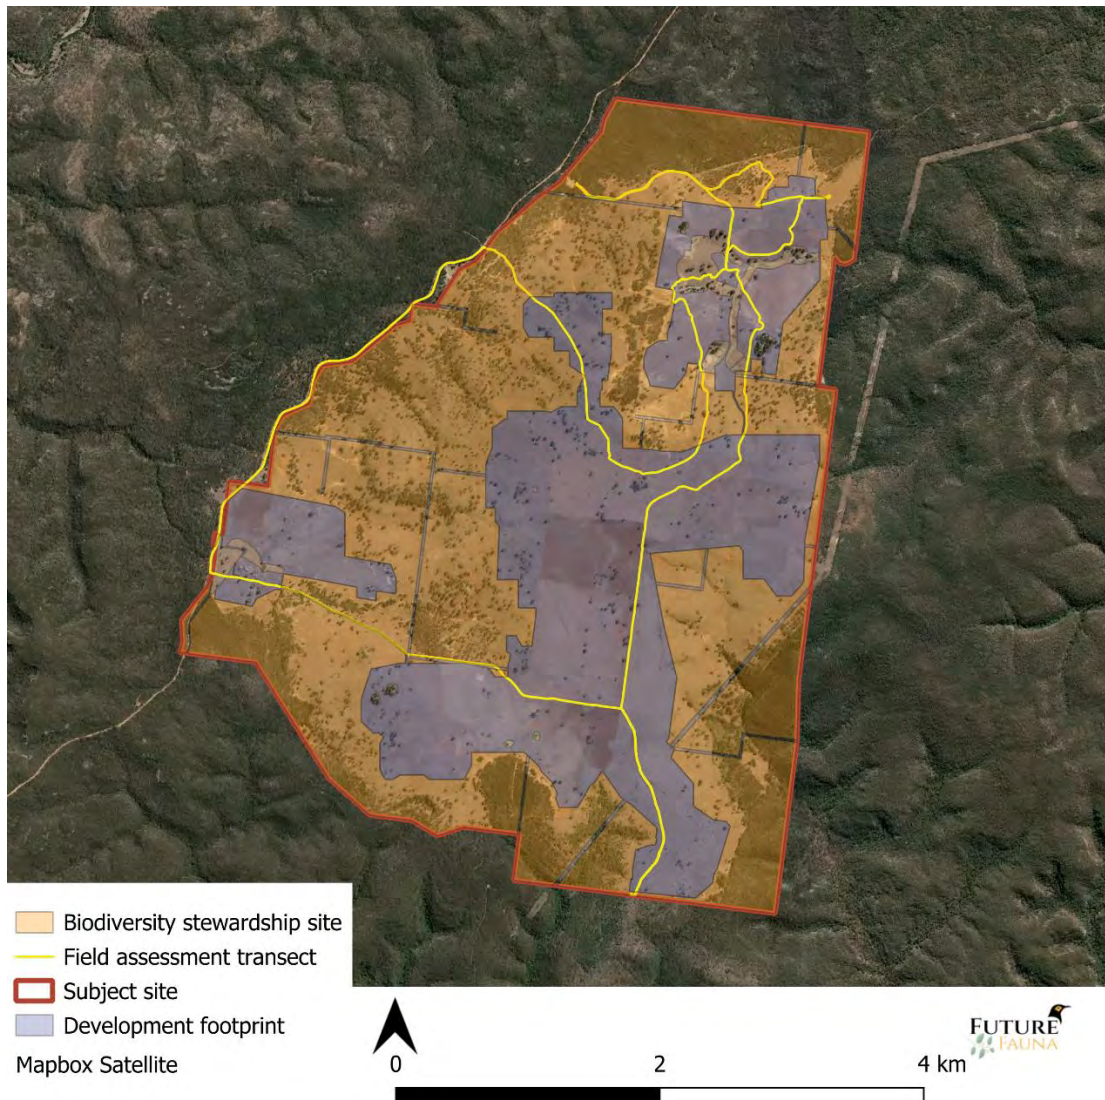 Biodiversity stewardship site
Field assessment transect
Subject site
Development footprint
Mapbox Satellite
0 2 4 km
FUTURE
FAUNA